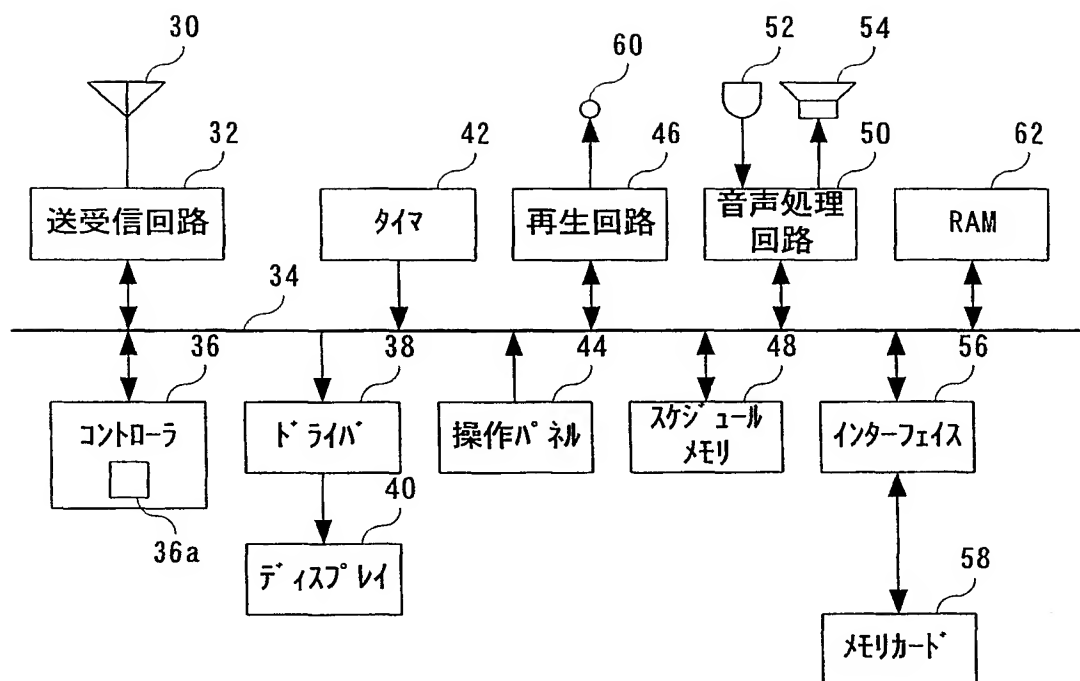 30
60
52
54
32
42
46
50
62
送受信回路
タイマ
再生回路
音声処理
回路
RAM
34
36
38
44
48
56
コントローラ
ドライバ
操作パネル
スケジュール
メモリ
インターフェイス
36a
40
ディスプレイ
58
メモリカード